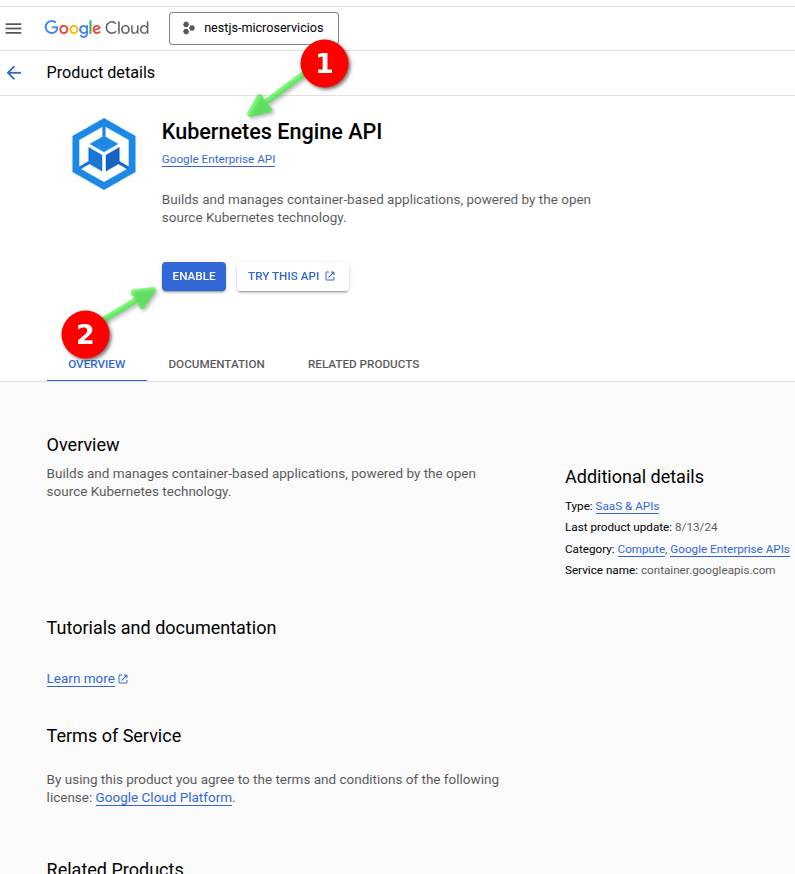 Google Cloud
nestjs-microservicios
Product details
1
Kubernetes Engine API
Google Enterprise API
Builds and manages container-based applications, powered by the open
source Kubernetes technology.
ENABLE
TRY THIS API
2
OVERVIEW
DOCUMENTATION
RELATED PRODUCTS
Overview
Builds and manages container-based applications, powered by the open
source Kubernetes technology.
Additional details
Type: SaaS & APIs
Last product update: 8/13/24
Category: Compute, Google Enterprise APIs
Service name: container.googleapis.com
Tutorials and documentation
Learn more
Terms of Service
By using this product you agree to the terms and conditions of the following
license: Google Cloud Platform.
Related Products